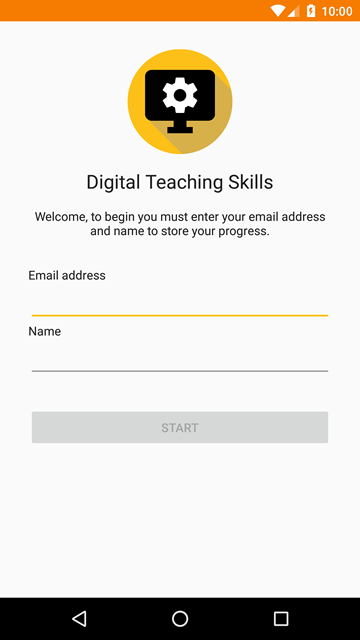 10:00
Digital Teaching Skills
Welcome, to begin you must enter your email address
and name to store your progress.
Email address
Name
START